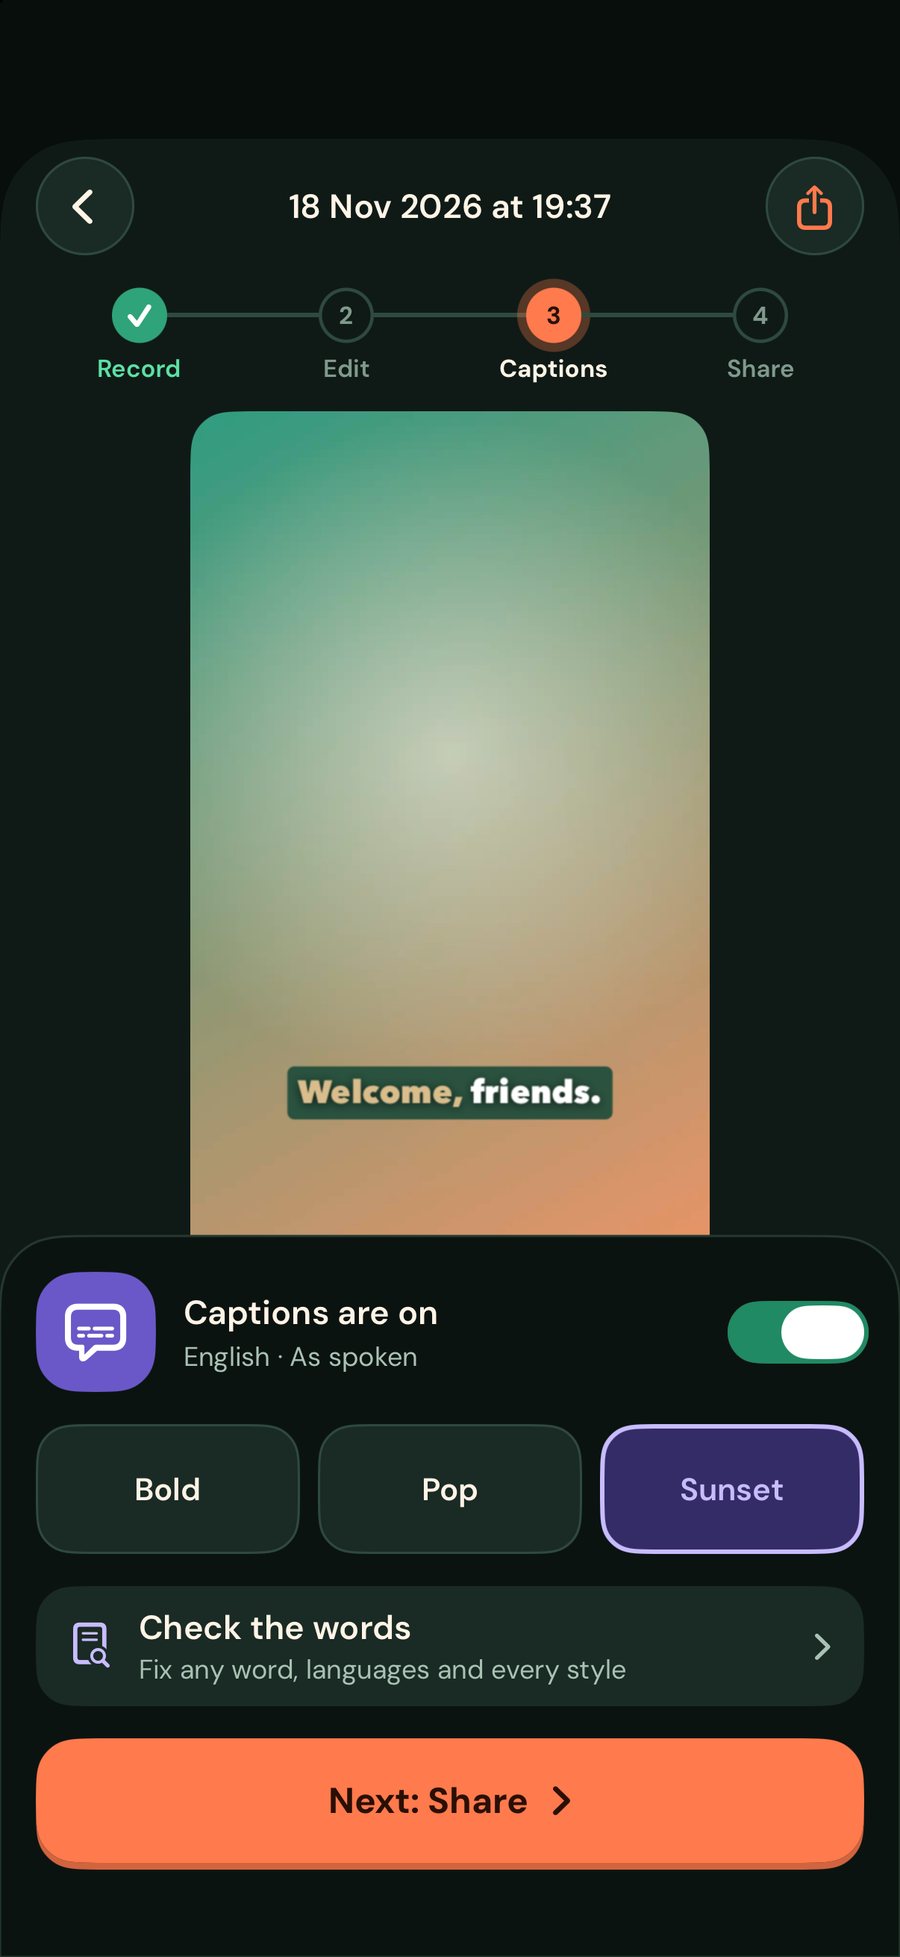 18 Nov 2026 at 19:37
2
3
4
Record
Edit
Captions
Share
Welcome, friends.
Captions are on
English · As spoken
Bold
Pop
Sunset
Check the words
Fix any word, languages and every style
Next: Share